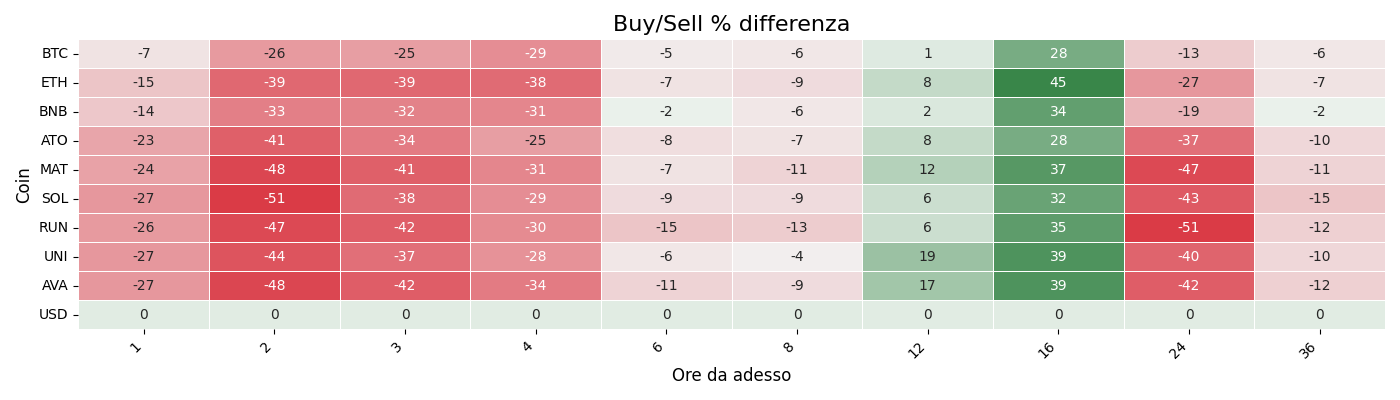 Buy/Sell % differenza
BTC -7 -26 -25 -29 -5 -6 1 28 -13 -6
ETH -15 -39 -39 -38 -7 -9 8 45 -27 -7
BNB -14 -33 -32 -31 -2 -6 2 34 -19 -2
ATO -23 -41 -34 -25 -8 -7 8 28 -37 -10
MAT -24 -48 -41 -31 -7 -11 12 37 -47 -11
SOL -27 -51 -38 -29 -9 -9 6 32 -43 -15
RUN -26 -47 -42 -30 -15 -13 6 35 -51 -12
UNI -27 -44 -37 -28 -6 -4 19 39 -40 -10
AVA -27 -48 -42 -34 -11 -9 17 39 -42 -12
USD 0 0 0 0 0 0 0 0 0 0
1 2 3 4 6 8 12 16 24 36
Coin
Ore da adesso